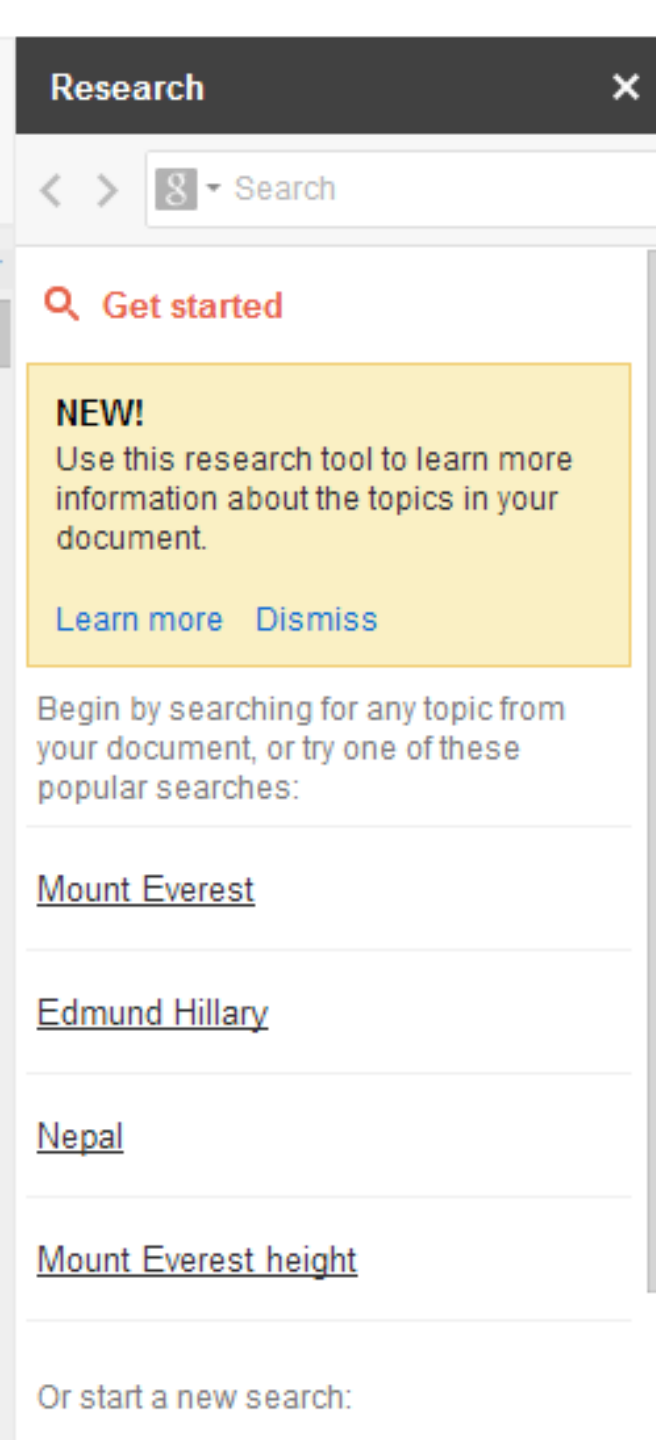 Research
Search
Get started
NEW!
Use this research tool to learn more
information about the topics in your
document.
Learn more Dismiss
Begin by searching for any topic from
your document, or try one of these
popular searches:
Mount Everest
Edmund Hillary
Nepal
Mount Everest height
Or start a new search: